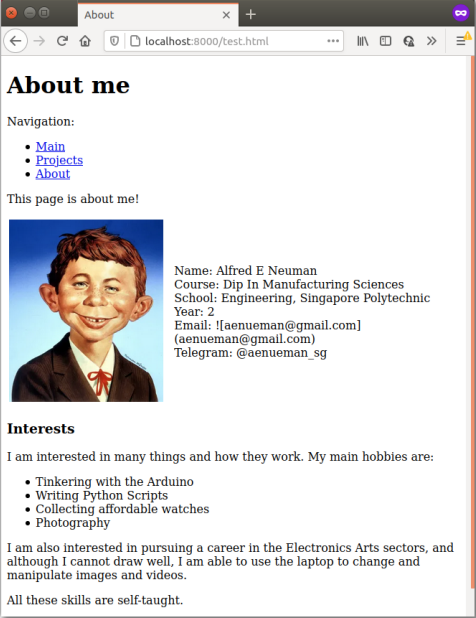 About
localhost:8000/test.html
About me
Navigation:
Main
Projects
About
This page is about me!
Name: Alfred E Neuman
Course: Dip In Manufacturing Sciences
School: Engineering, Singapore Polytechnic
Year: 2
Email: ![aenueman@gmail.com]
(aenueman@gmail.com)
Telegram: @aenueman_sg
Interests
I am interested in many things and how they work. My main hobbies are:
Tinkering with the Arduino
Writing Python Scripts
Collecting affordable watches
Photography
I am also interested in pursuing a career in the Electronics Arts sectors, and
although I cannot draw well, I am able to use the laptop to change and
manipulate images and videos.
All these skills are self-taught.